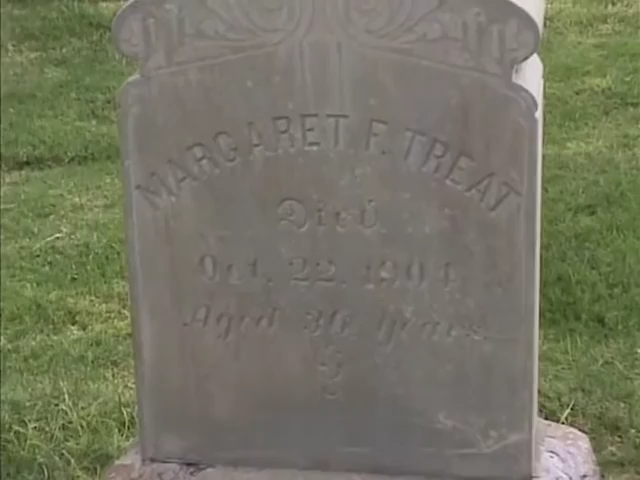 MARGARET F. TREAT
Died
Oct. 22. 1904.
Aged 36 Years.